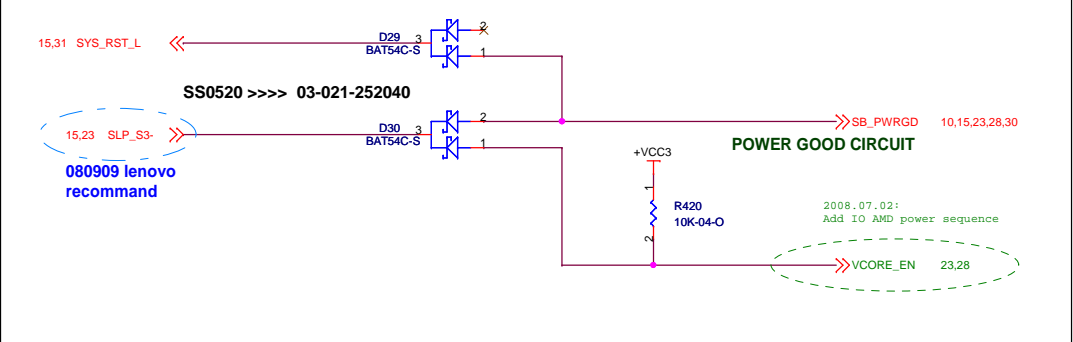 15,31 SYS_RST_L
D29
BAT54C-S
3
2
1
SS0520 >>>> 03-021-252040
15,23 SLP_S3-
D30
BAT54C-S
3
2
1
SB_PWRGD 10,15,23,28,30
POWER GOOD CIRCUIT
080909 lenovo
recommand
+VCC3
1
R420
10K-04-O
2
2008.07.02:
Add IO AMD power sequence
VCORE_EN 23,28